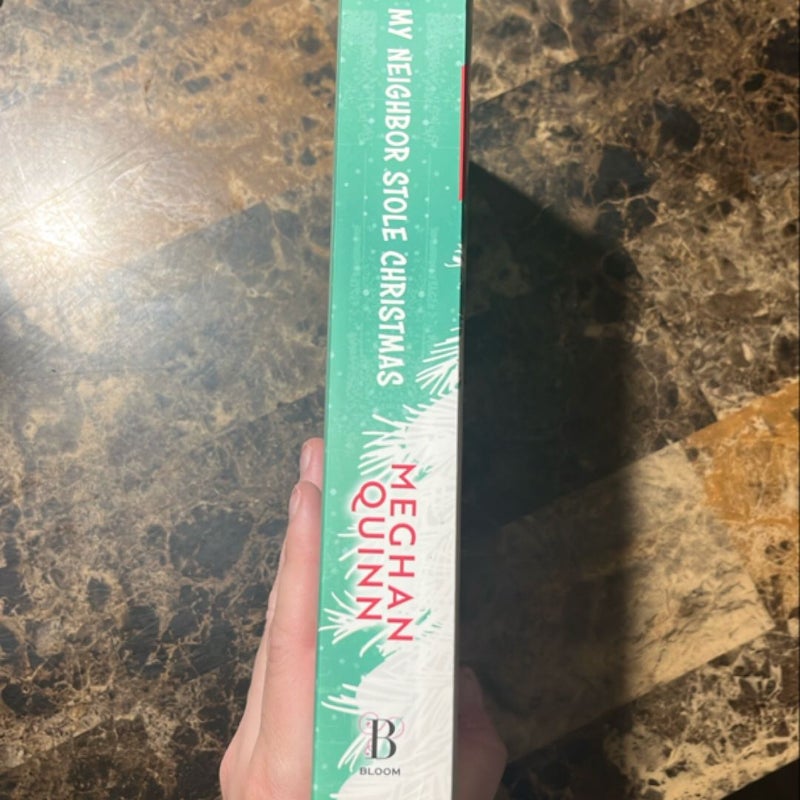 MY NEIGHBOR STOLE CHRISTMAS
MEGHAN
QUINN
B
BLOOM